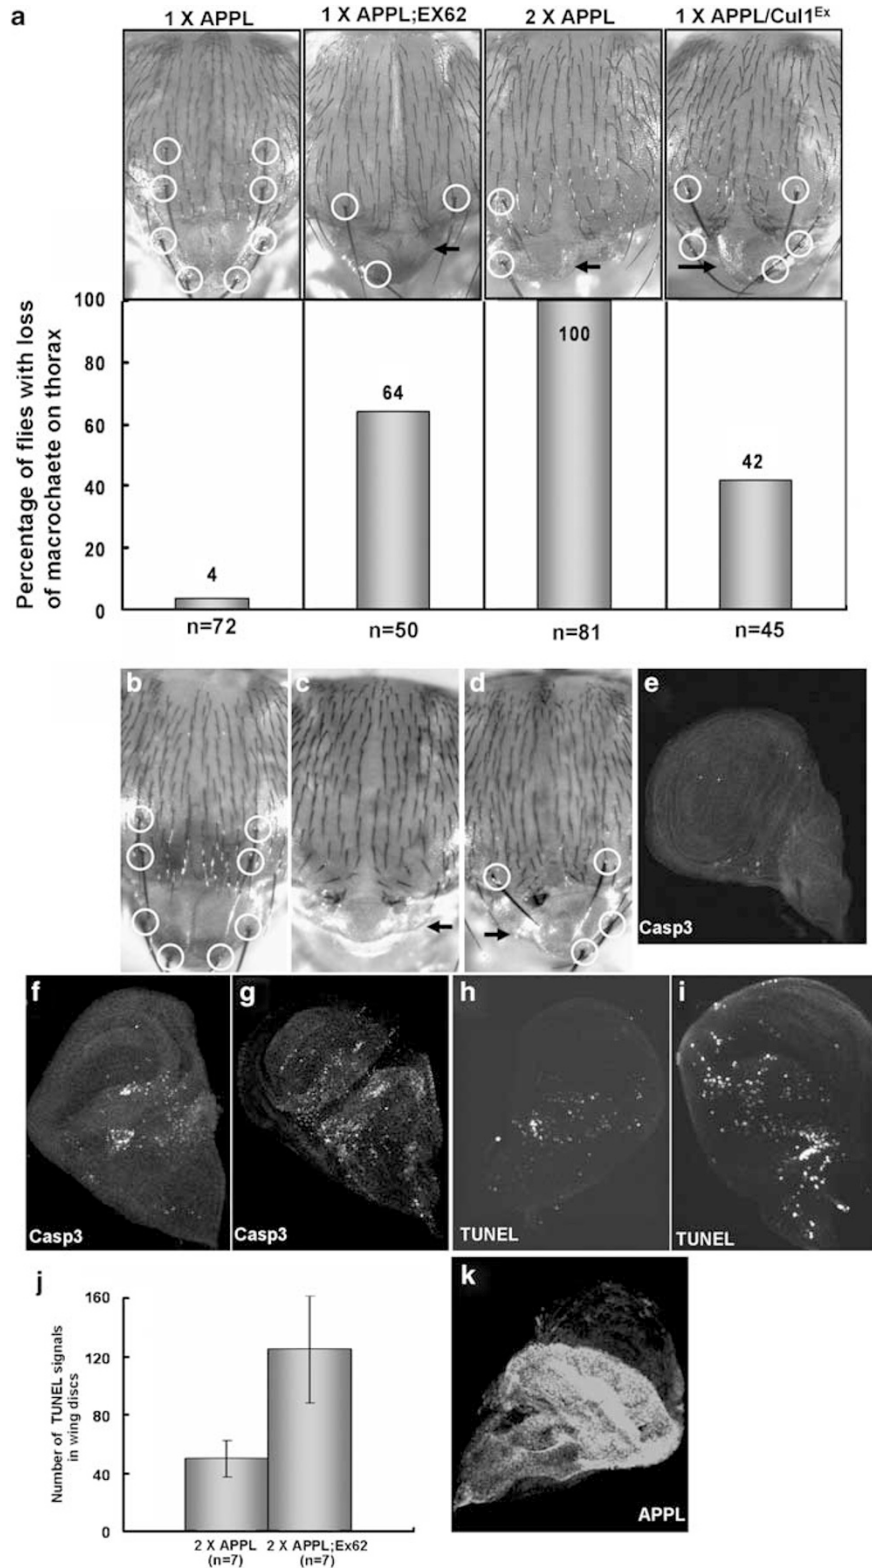 a
1 X APPL 1 X APPL;EX62 2 X APPL 1 X APPL/Cul1Ex
Percentage of flies with loss
of macrochaete on thorax
100
80
60
40
20
0
4
64
100
42
n=72 n=50 n=81 n=45
b c d e
Casp3
f g h i
Casp3 Casp3 TUNEL TUNEL
j k
Number of TUNEL signals
in wing discs
160
120
80
40
0
2 X APPL 2 X APPL;Ex62
(n=7) (n=7)
APPL